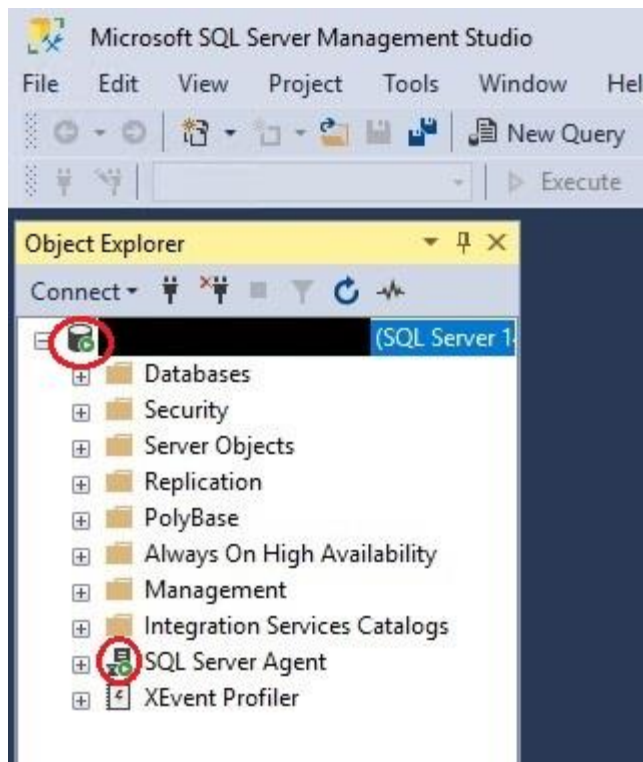 Microsoft SQL Server Management Studio
File Edit View Project Tools Window Hel
New Query
Execute
Object Explorer
Connect
(SQL Server 14
Databases
Security
Server Objects
Replication
PolyBase
Always On High Availability
Management
Integration Services Catalogs
SQL Server Agent
XEvent Profiler